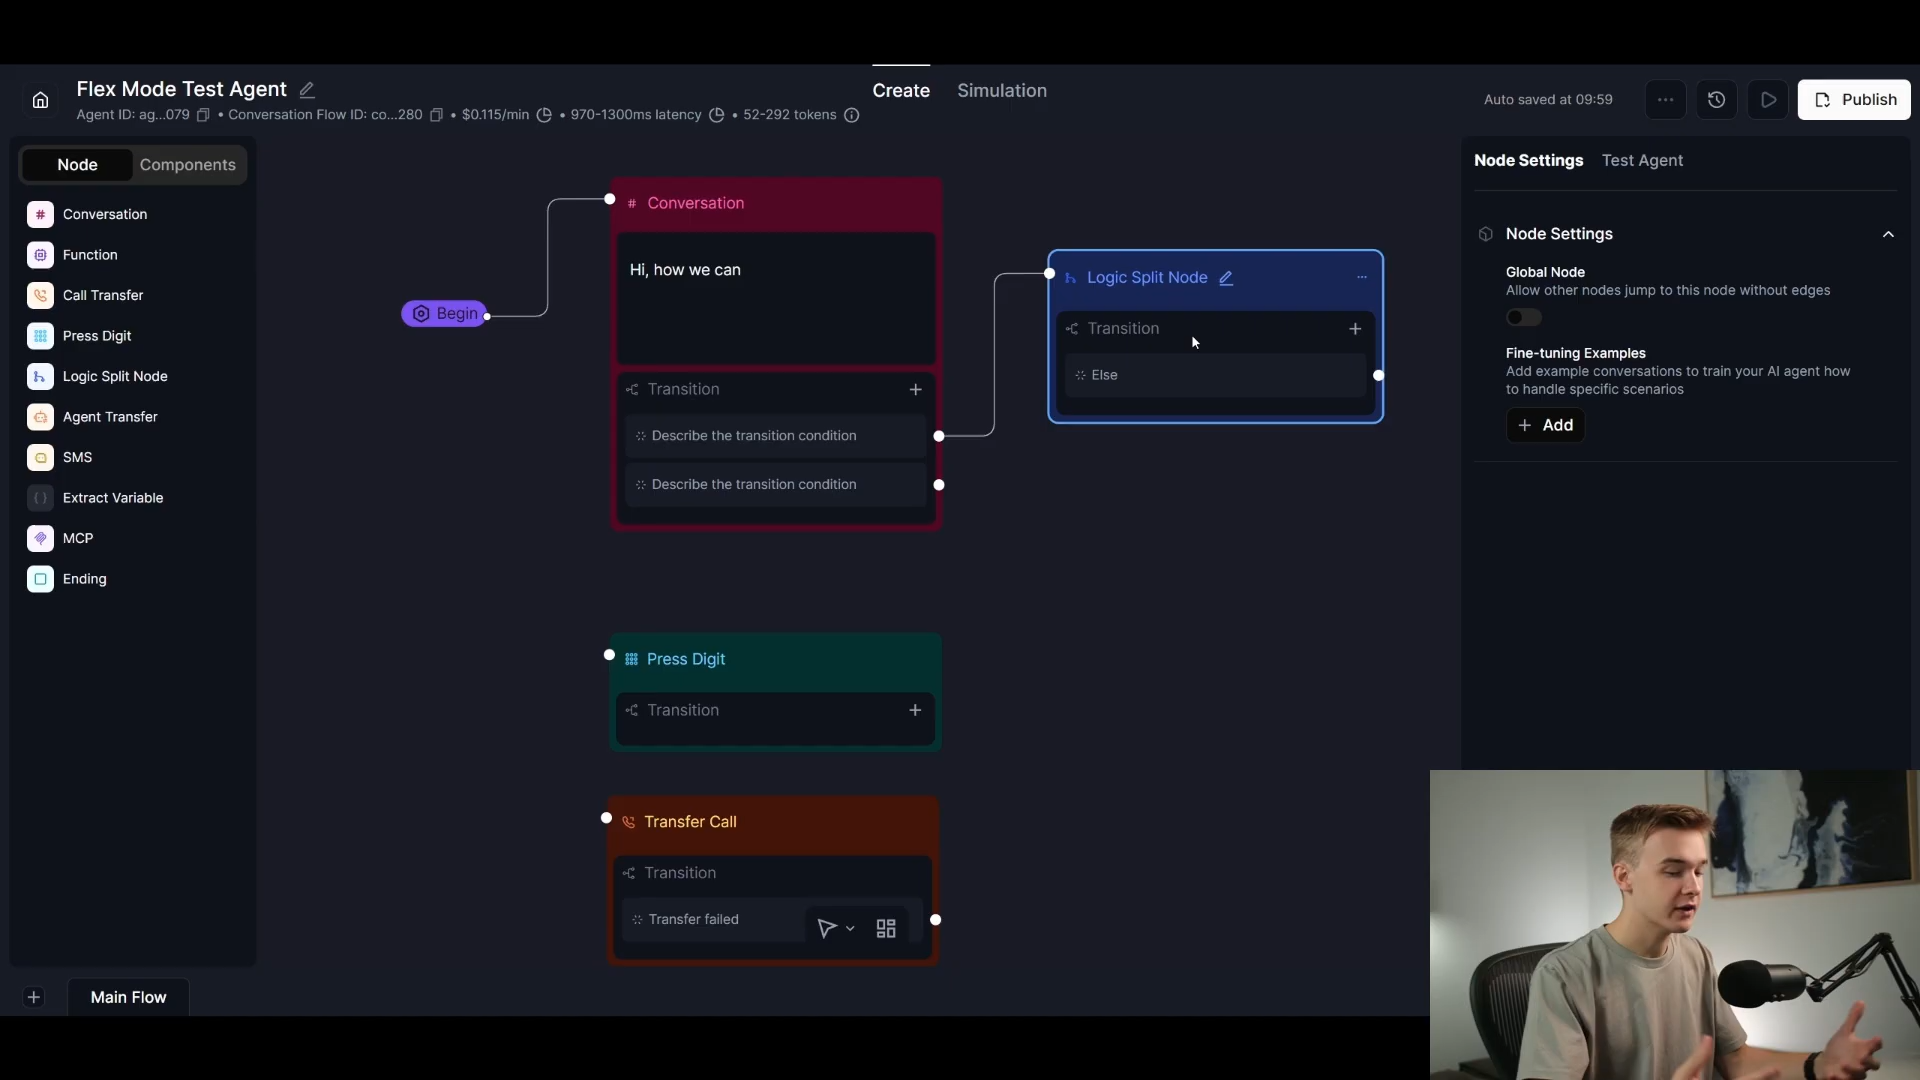 Flex Mode Test Agent
Agent ID: ag...079 • Conversation Flow ID: co...280 • $0.115/min • 970-1300ms latency • 52-292 tokens
Create
Simulation
Auto saved at 09:59
Publish
Node
Components
Conversation
Function
Call Transfer
Press Digit
Logic Split Node
Agent Transfer
SMS
Extract Variable
MCP
Ending
Begin
# Conversation
Hi, how we can
Transition
Describe the transition condition
Describe the transition condition
Logic Split Node
Transition
Else
Press Digit
Transition
Transfer Call
Transition
Transfer failed
Node Settings
Test Agent
Node Settings
Global Node
Allow other nodes jump to this node without edges
Fine-tuning Examples
Add example conversations to train your AI agent how
to handle specific scenarios
+ Add
Main Flow